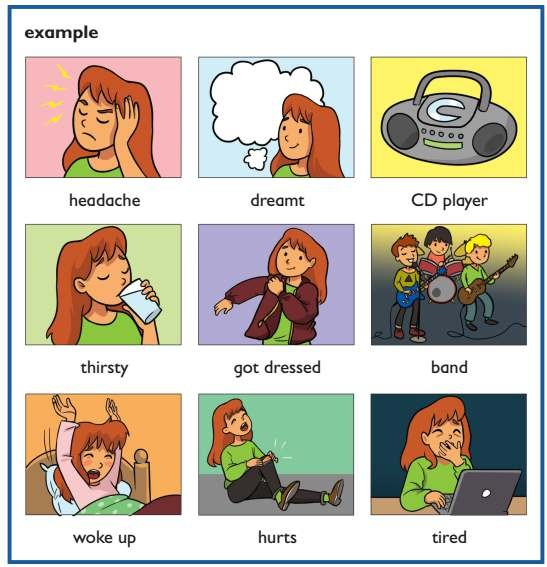 example
headache dreamt CD player
thirsty got dressed band
woke up hurts tired